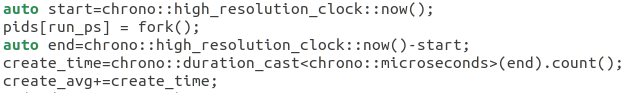 auto start=chrono::high_resolution_clock::now();
pids[run_ps] = fork();
auto end=chrono::high_resolution_clock::now()-start;
create_time=chrono::duration_cast<chrono::microseconds>(end).count();
create_avg+=create_time;